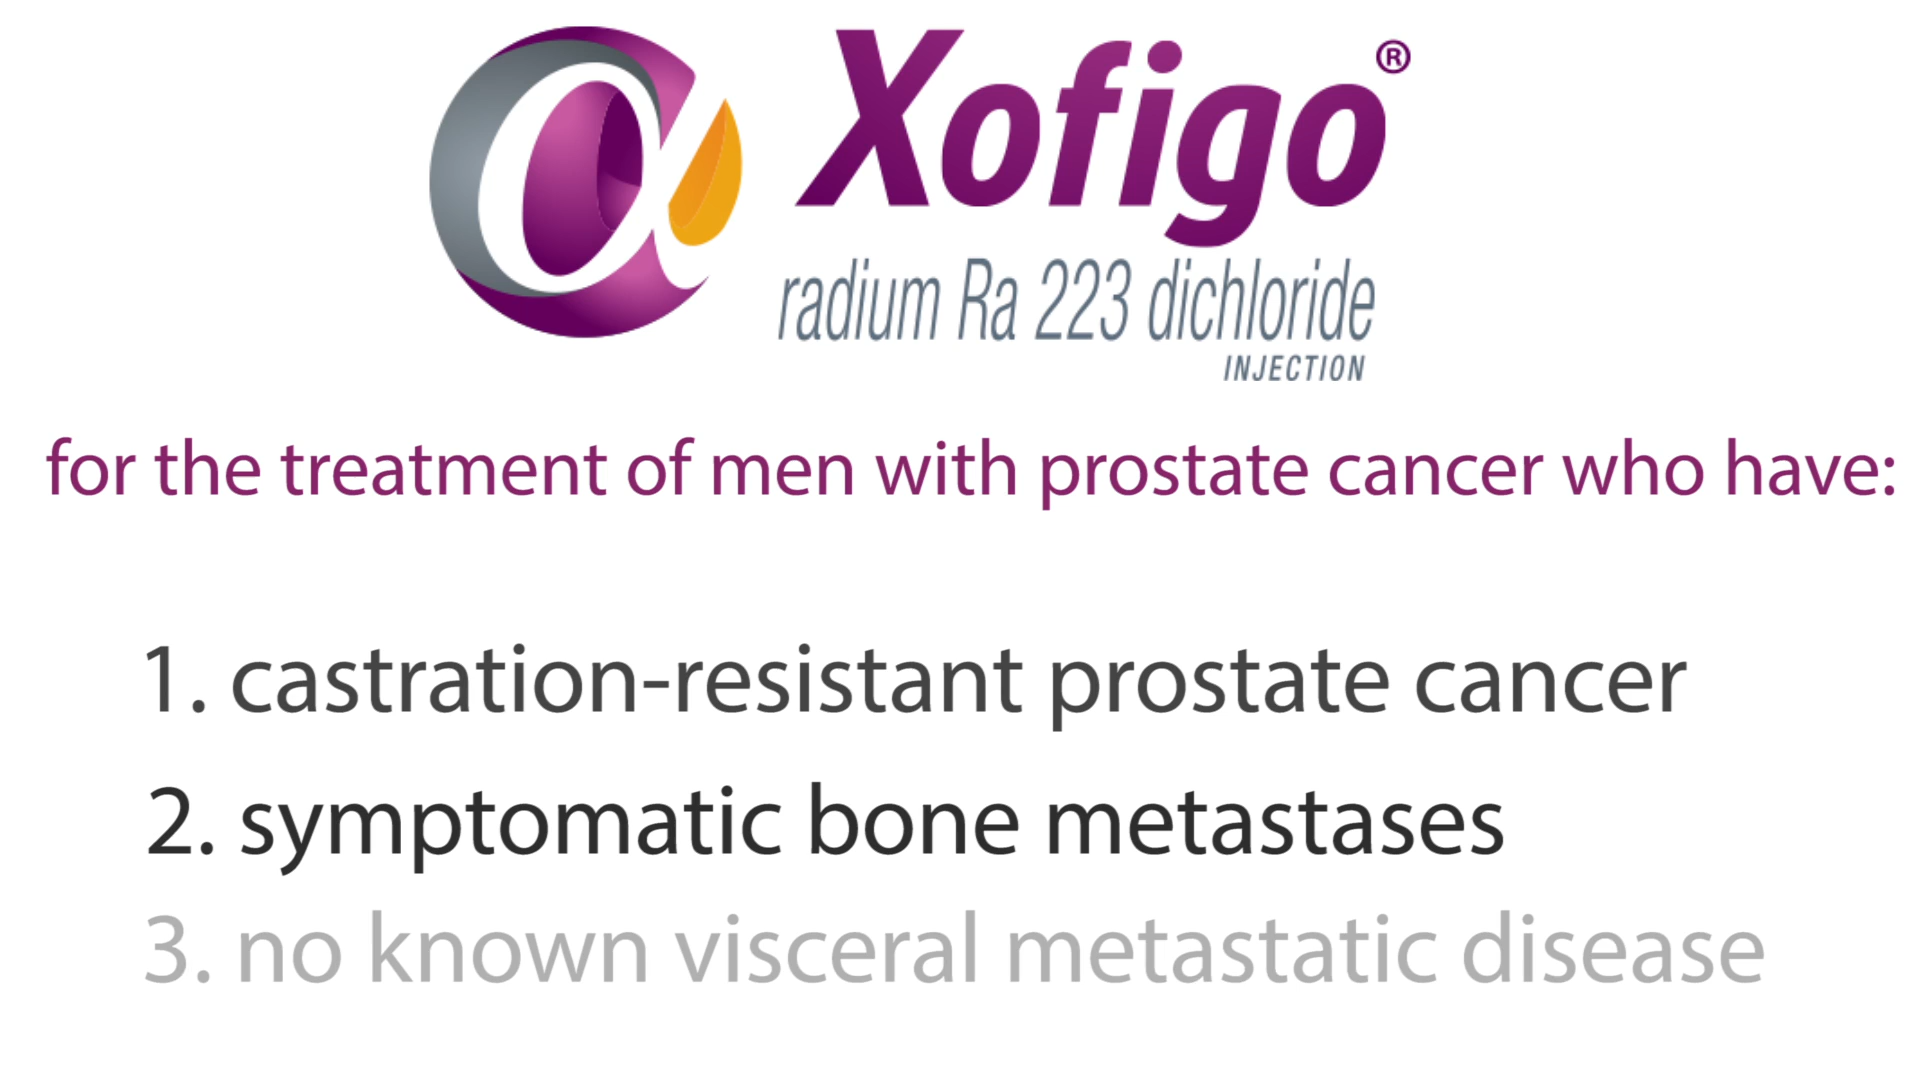 Xofigo®
radium Ra 223 dichloride
INJECTION
for the treatment of men with prostate cancer who have:
1. castration-resistant prostate cancer
2. symptomatic bone metastases
3. no known visceral metastatic disease